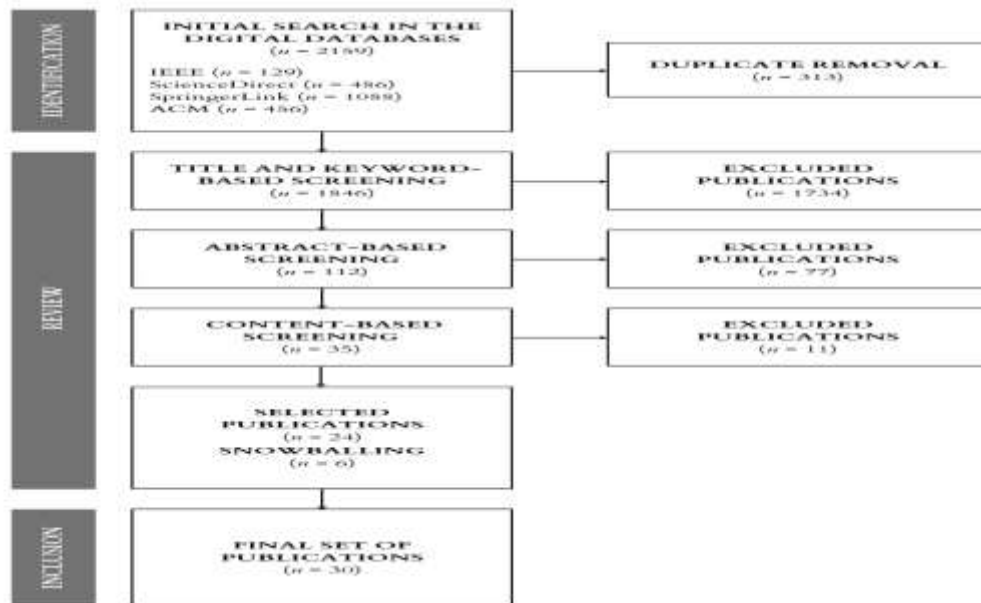 IDENTIFICATION
INITIAL SEARCH IN THE
DIGITAL DATABASES
(n = 2159)
IEEE (n = 129)
ScienceDirect (n = 486)
SpringerLink (n = 1088)
ACM (n = 456)
DUPLICATE REMOVAL
(n = 313)
REVIEW
TITLE AND KEYWORD-
BASED SCREENING
(n = 1846)
EXCLUDED
PUBLICATIONS
(n = 1734)
ABSTRACT-BASED
SCREENING
(n = 112)
EXCLUDED
PUBLICATIONS
(n = 77)
CONTENT-BASED
SCREENING
(n = 35)
EXCLUDED
PUBLICATIONS
(n = 11)
SELECTED
PUBLICATIONS
(n = 24)
SNOWBALLING
(n = 6)
INCLUSION
FINAL SET OF
PUBLICATIONS
(n = 30)